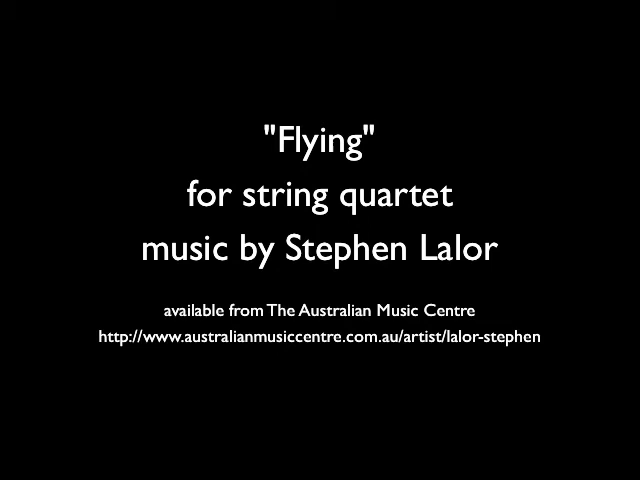 "Flying"
for string quartet
music by Stephen Lalor
available from The Australian Music Centre
http://www.australianmusiccentre.com.au/artist/lalor-stephen